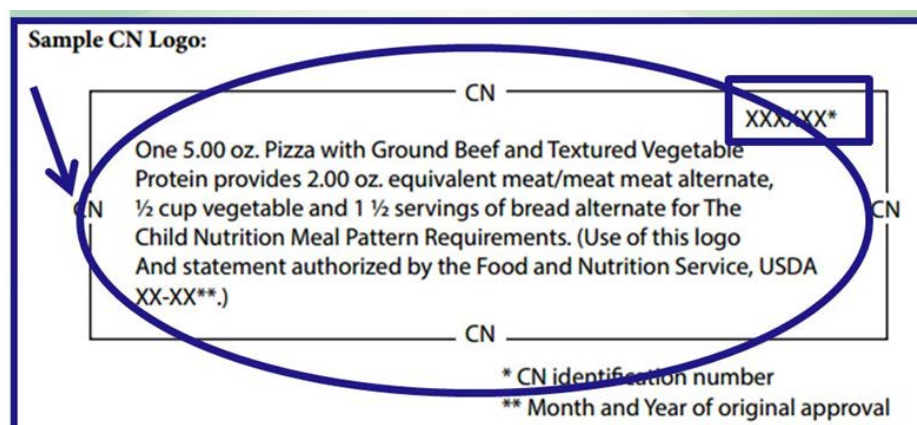 Sample CN Logo:
CN
XXXXXX*
One 5.00 oz. Pizza with Ground Beef and Textured Vegetable
Protein provides 2.00 oz. equivalent meat/meat meat alternate,
CN ½ cup vegetable and 1 ½ servings of bread alternate for The CN
Child Nutrition Meal Pattern Requirements. (Use of this logo
And statement authorized by the Food and Nutrition Service, USDA
XX-XX**.)
CN
* CN identification number
** Month and Year of original approval